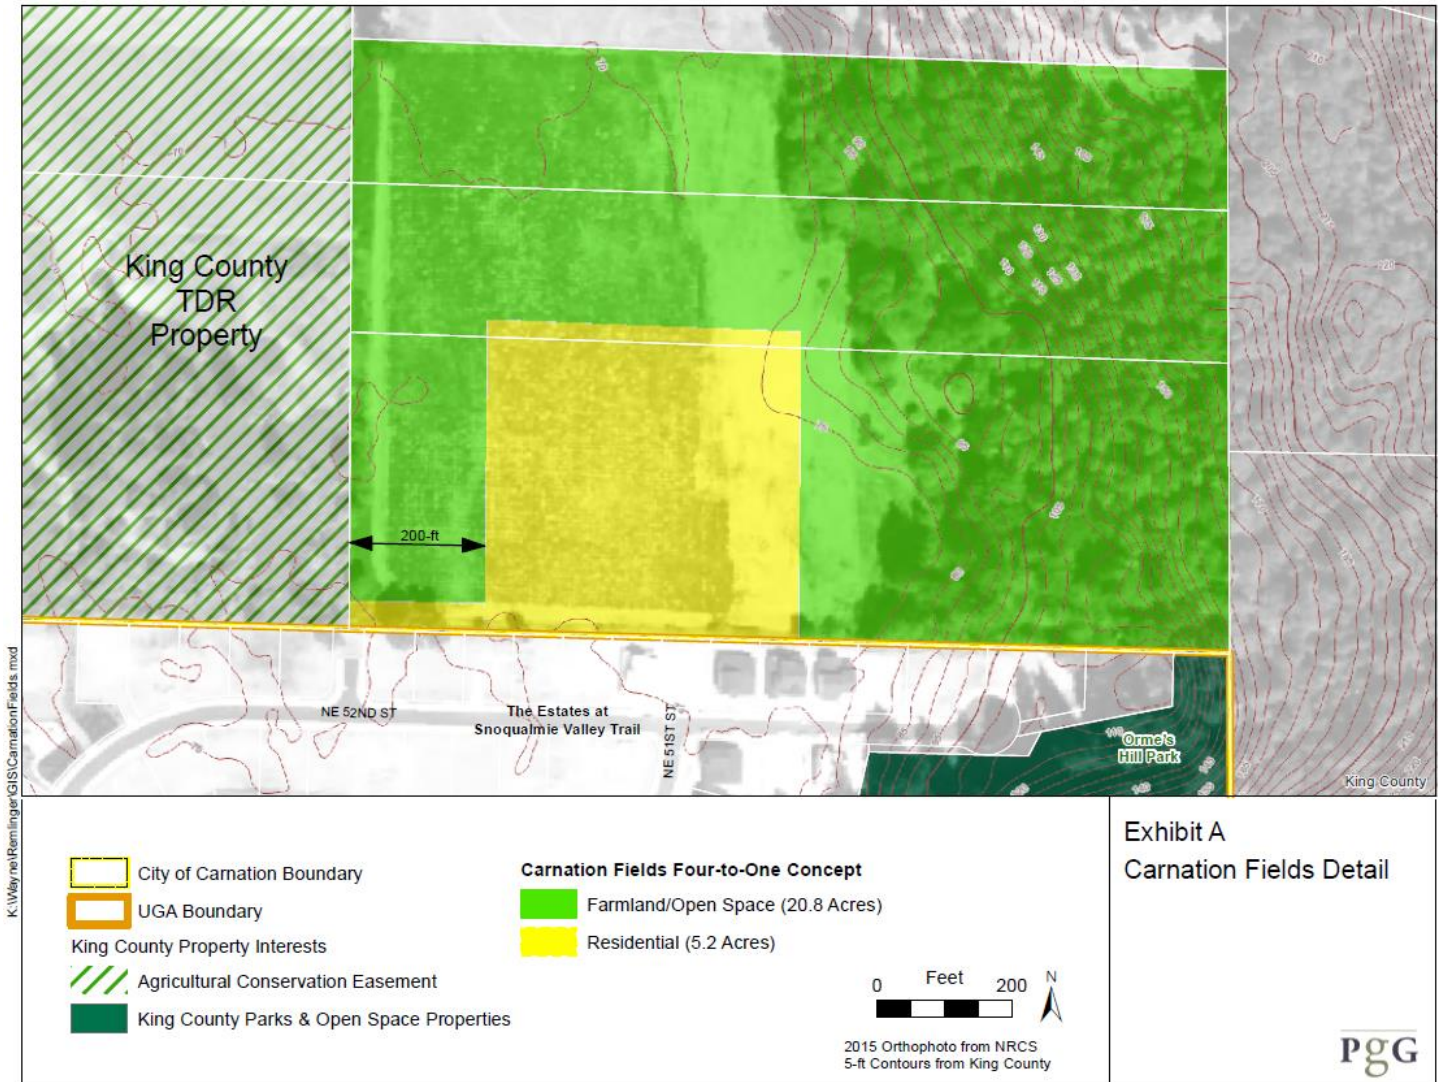 King County
TDR
Property
200-ft
NE 52ND ST
The Estates at
Snoqualmie Valley Trail
NE 51ST ST
Orme's
Hill Park
King County
K:\Wayne\Remlinger\GIS\CarnationFields.mxd
City of Carnation Boundary
UGA Boundary
King County Property Interests
Agricultural Conservation Easement
King County Parks & Open Space Properties
Carnation Fields Four-to-One Concept
Farmland/Open Space (20.8 Acres)
Residential (5.2 Acres)
0 Feet 200
N
2015 Orthophoto from NRCS
5-ft Contours from King County
Exhibit A
Carnation Fields Detail
PgG